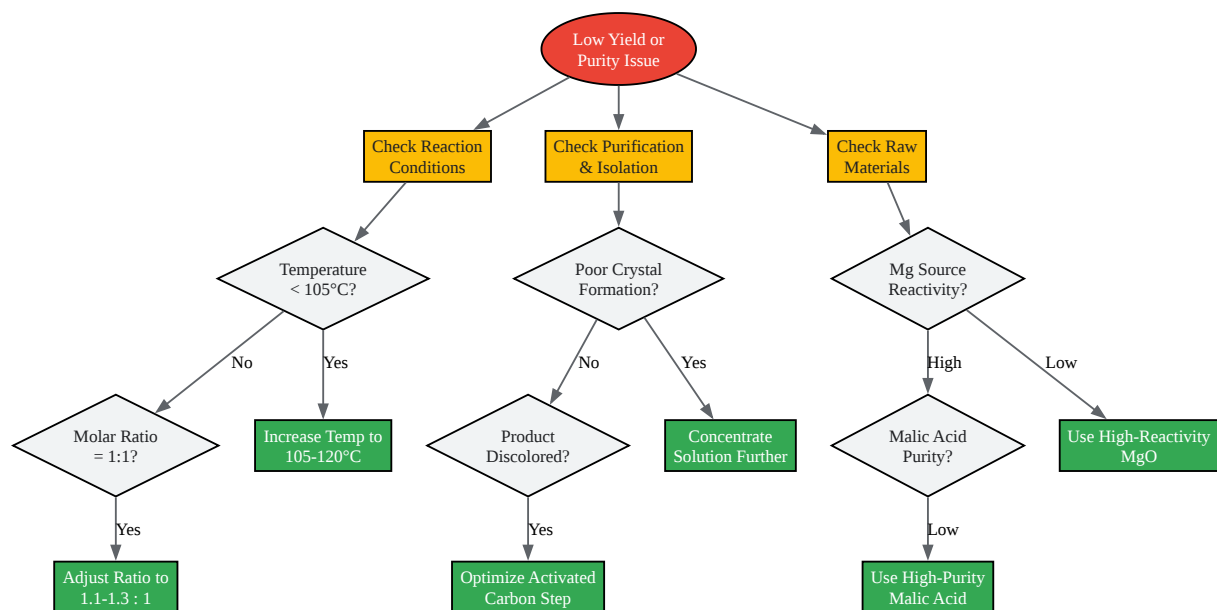 Low Yield or
Purity Issue
Check Reaction
Conditions
Check Purification
& Isolation
Check Raw
Materials
Temperature
< 105°C?
Poor Crystal
Formation?
Mg Source
Reactivity?
No
Yes
No
Yes
High
Low
Molar Ratio
= 1:1?
Increase Temp to
105-120°C
Product
Discolored?
Concentrate
Solution Further
Malic Acid
Purity?
Use High-Reactivity
MgO
Yes
Yes
Low
Adjust Ratio to
1.1-1.3 : 1
Optimize Activated
Carbon Step
Use High-Purity
Malic Acid